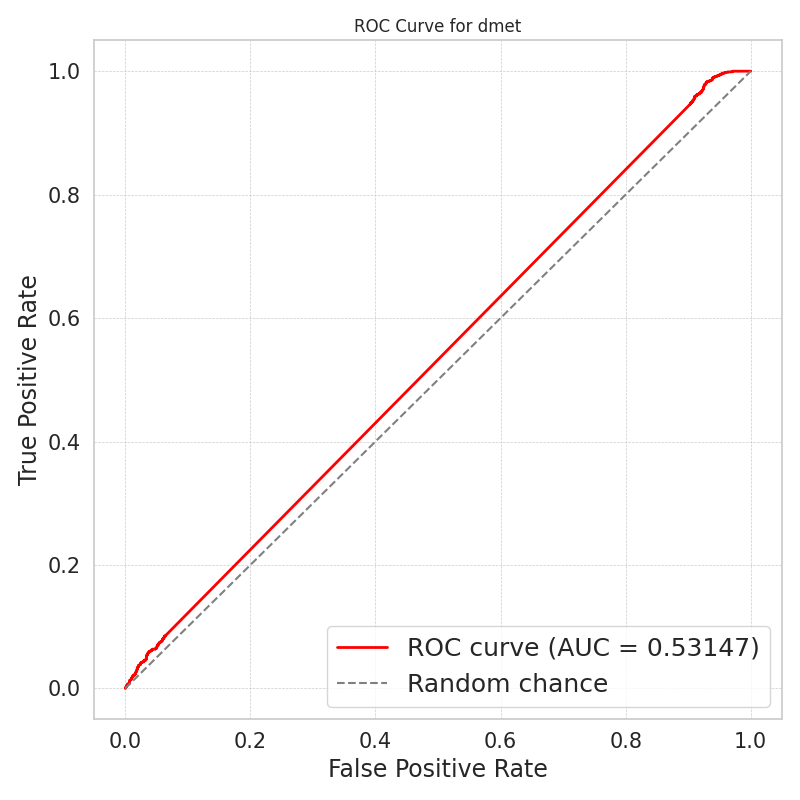 ROC Curve for dmet
1.0
0.8
0.6
0.4
0.2
0.0
True Positive Rate
ROC curve (AUC = 0.53147)
Random chance
0.0 0.2 0.4 0.6 0.8 1.0
False Positive Rate